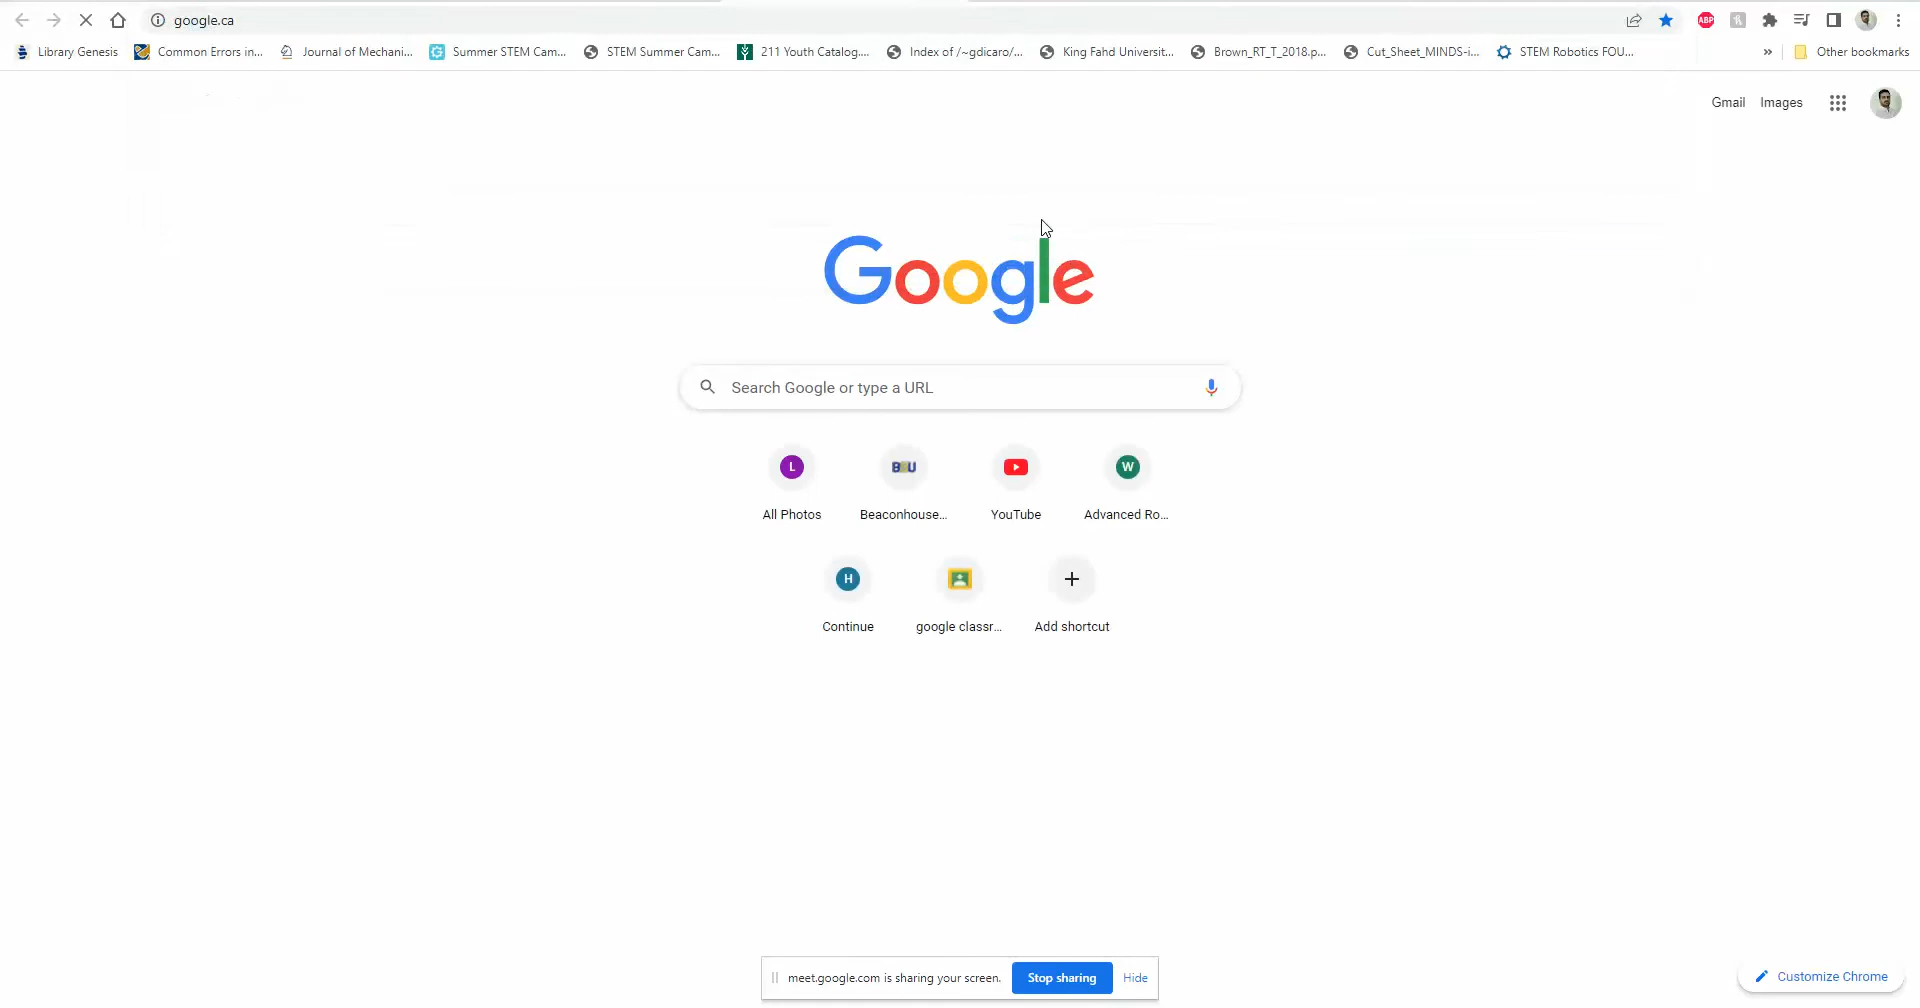 google.ca
ABP
Library Genesis Common Errors in... Journal of Mechani... Summer STEM Cam... STEM Summer Cam... 211 Youth Catalog.... Index of /~gdicaro/... King Fahd Universit... Brown_RT_T_2018.p... Cut_Sheet_MINDS-i... STEM Robotics FOU... » Other bookmarks
Gmail Images
Google
Search Google or type a URL
L BNU W
All Photos Beaconhouse... YouTube Advanced Ro...
H
Continue google classr... Add shortcut
meet.google.com is sharing your screen. Stop sharing Hide
Customize Chrome